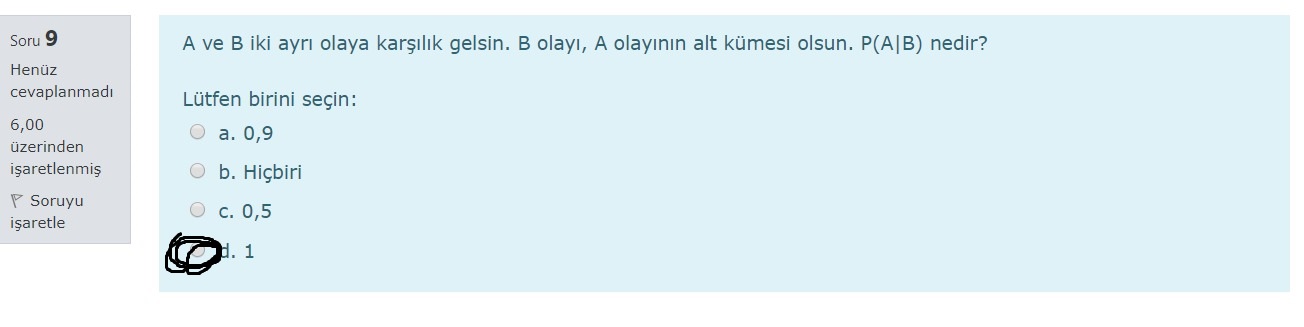 Soru 9
Henüz
cevaplanmadı
6,00
üzerinden
işaretlenmiş
Soruyu
işaretle
A ve B iki ayrı olaya karşılık gelsin. B olayı, A olayının alt kümesi olsun. P(A|B) nedir?
Lütfen birini seçin:
a. 0,9
b. Hiçbiri
c. 0,5
d. 1